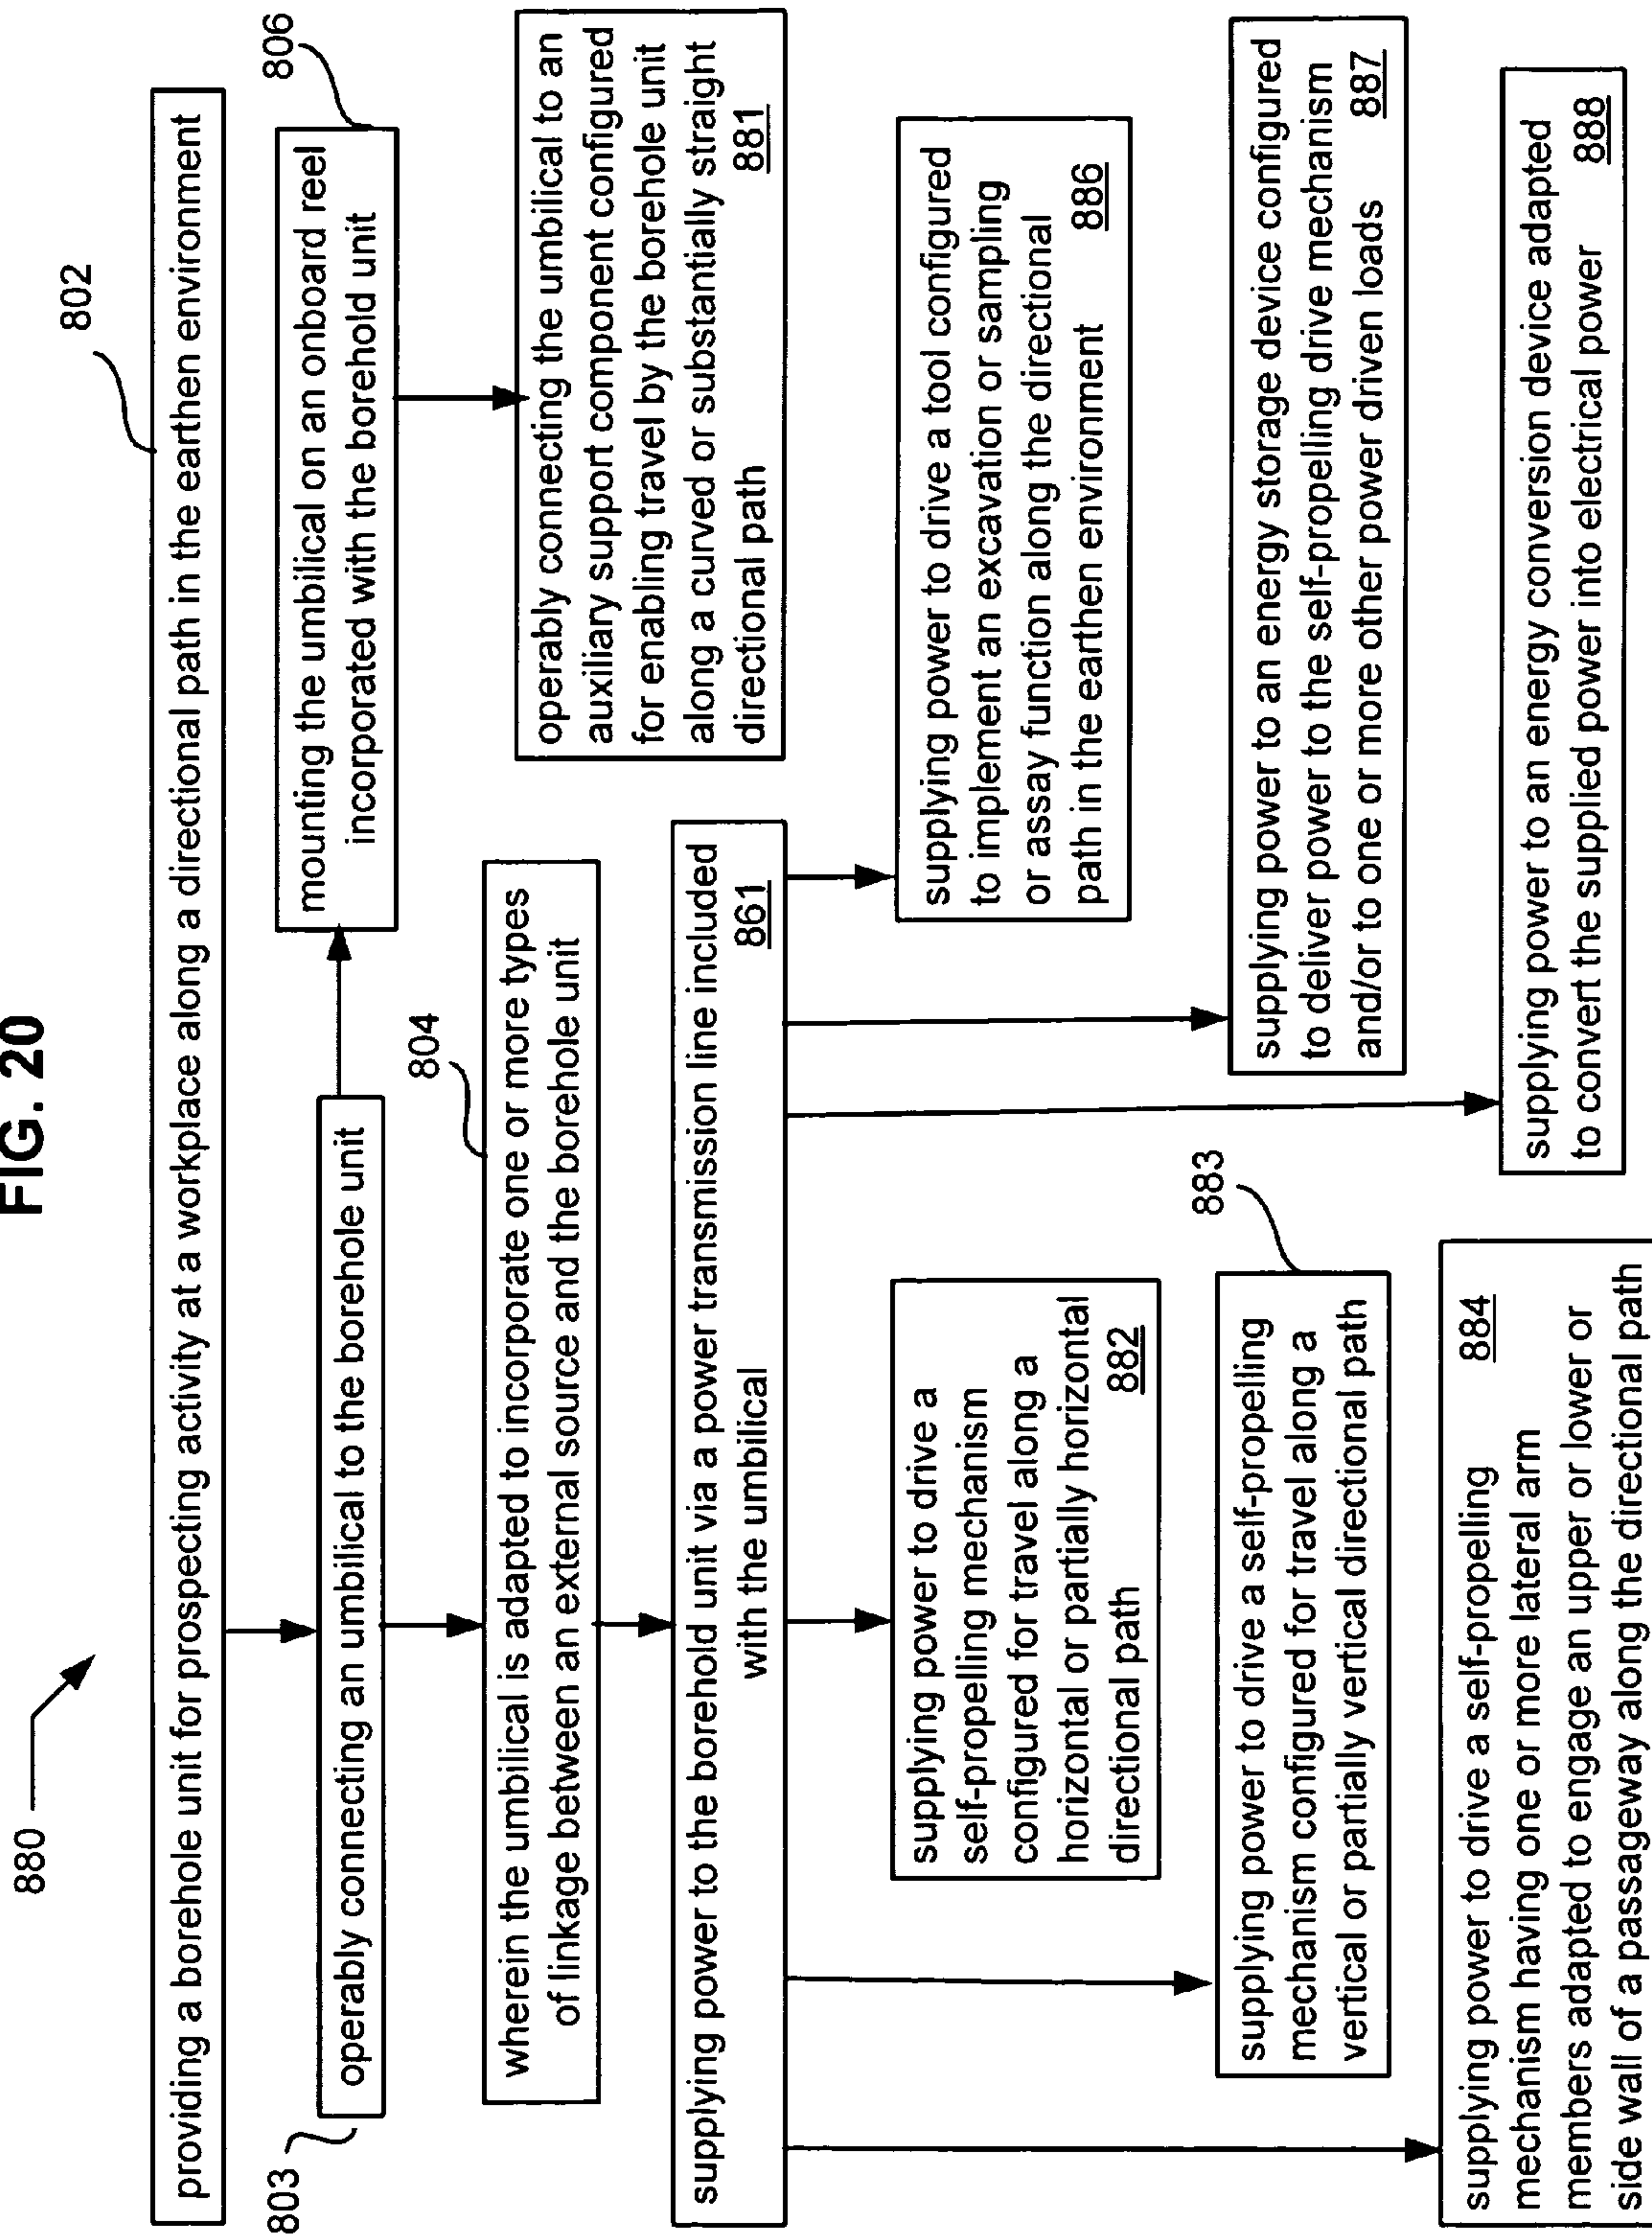 FIG. 20
880
802
providing a borehole unit for prospecting activity at a workplace along a directional path in the earthen environment
803
operably connecting an umbilical to the borehole unit
806
mounting the umbilical on an onboard reel
incorporated with the borehold unit
804
wherein the umbilical is adapted to incorporate one or more types
of linkage between an external source and the borehole unit
operably connecting the umbilical to an
auxiliary support component configured
for enabling travel by the borehole unit
along a curved or substantially straight
directional path 881
supplying power to the borehold unit via a power transmission line included
with the umbilical 861
supplying power to drive a
self-propelling mechanism
configured for travel along a
horizontal or partially horizontal
directional path 882
supplying power to drive a tool configured
to implement an excavation or sampling
or assay function along the directional
path in the earthen environment 886
883
supplying power to drive a self-propelling
mechanism configured for travel along a
vertical or partially vertical directional path
supplying power to an energy storage device configured
to deliver power to the self-propelling drive mechanism
and/or to one or more other power driven loads 887
supplying power to drive a self-propelling 884
mechanism having one or more lateral arm
members adapted to engage an upper or lower or
side wall of a passageway along the directional path
supplying power to an energy conversion device adapted
to convert the supplied power into electrical power 888